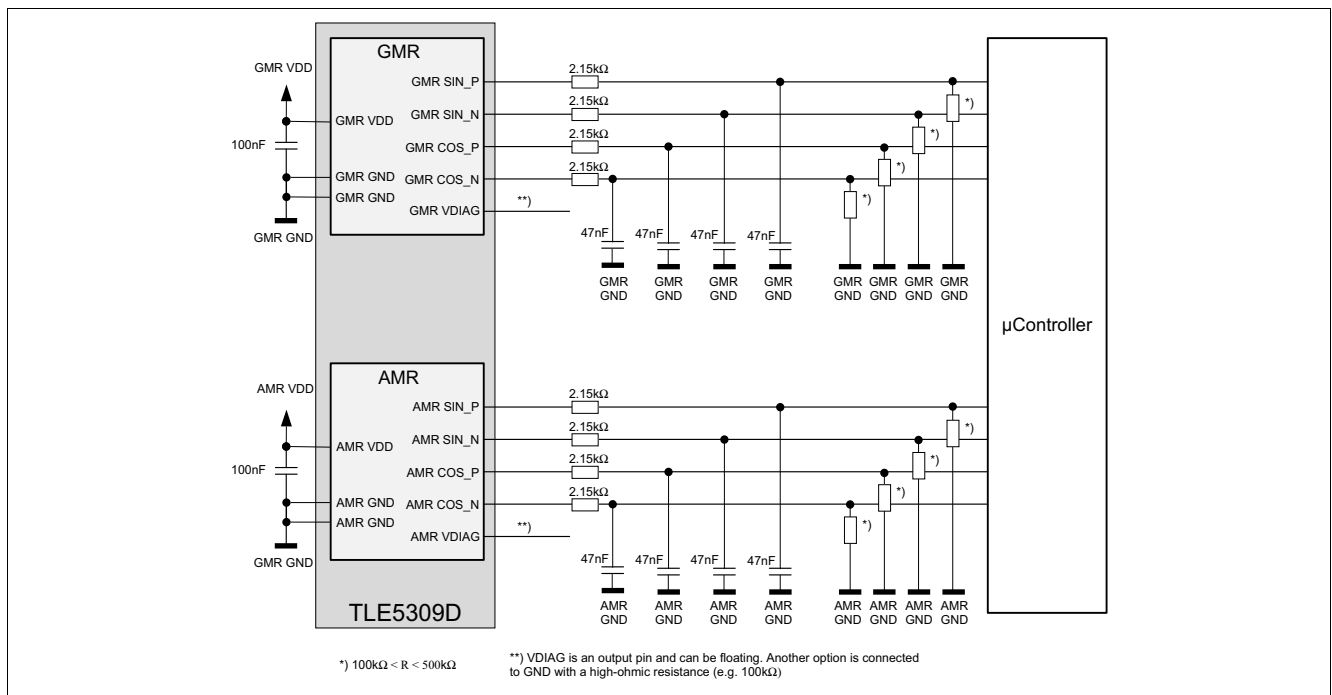 GMR
GMR VDD
GMR SIN_P
2.15kΩ
*)
GMR VDD
GMR SIN_N
2.15kΩ
*)
100nF
GMR COS_P
2.15kΩ
*)
GMR GND
GMR COS_N
2.15kΩ
*)
GMR GND
GMR VDIAG
**)
GMR GND
47nF 47nF 47nF 47nF
GMR GMR GMR GMR GMR GMR GMR GMR
GND GND GND GND GND GND GND GND
µController
AMR
AMR VDD
AMR SIN_P
2.15kΩ
*)
AMR VDD
AMR SIN_N
2.15kΩ
*)
100nF
AMR COS_P
2.15kΩ
*)
AMR GND
AMR COS_N
2.15kΩ
*)
AMR GND
AMR VDIAG
**)
GMR GND
47nF 47nF 47nF 47nF
AMR AMR AMR AMR AMR AMR AMR AMR
GND GND GND GND GND GND GND GND
TLE5309D
*) 100kΩ < R < 500kΩ
**) VDIAG is an output pin and can be floating. Another option is connected
to GND with a high-ohmic resistance (e.g. 100kΩ)